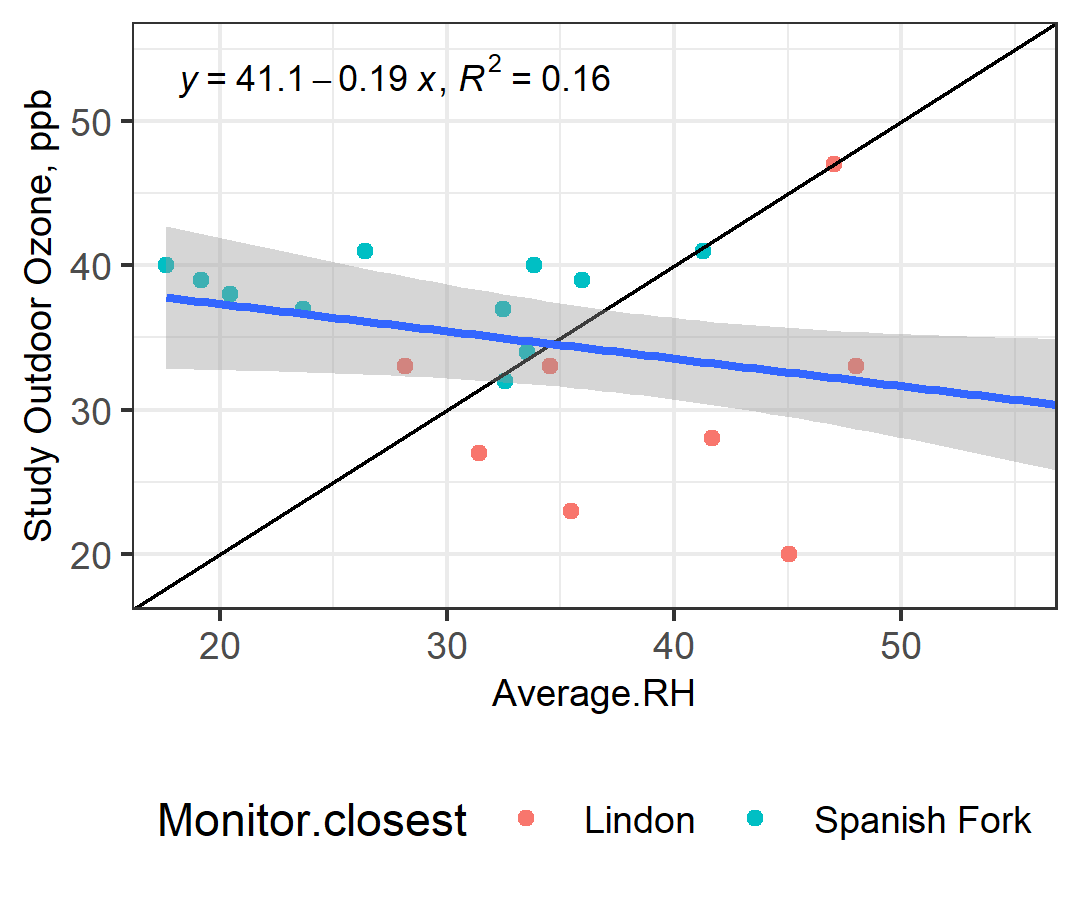 y = 41.1 – 0.19 x, R² = 0.16
Study Outdoor Ozone, ppb
50
40
30
20
20 30 40 50
Average.RH
Monitor.closest Lindon Spanish Fork